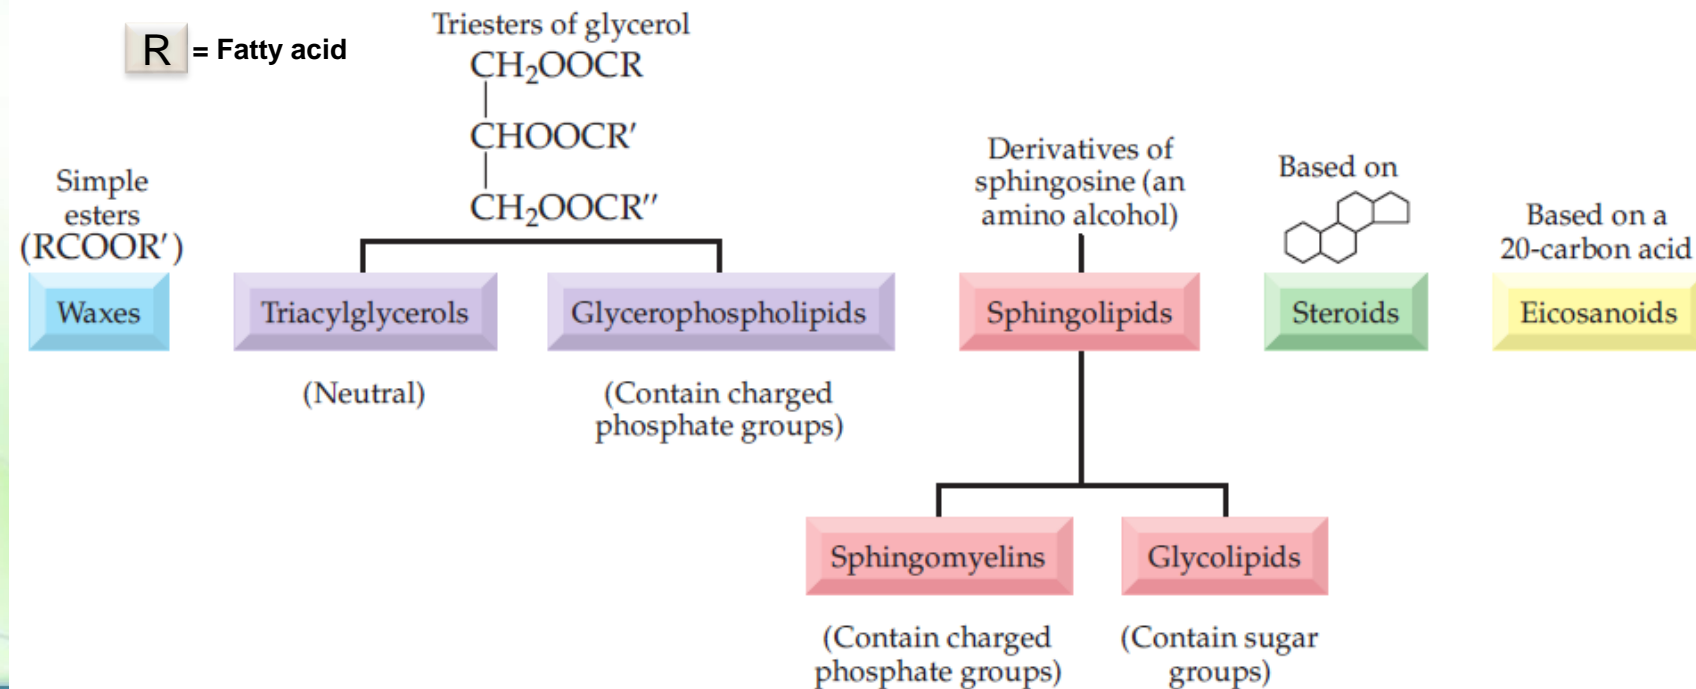 R = Fatty acid
Triesters of glycerol
CH₂OOCR
CHOOCR′
CH₂OOCR″
Simple
esters
(RCOOR′)
Waxes
Triacylglycerols
(Neutral)
Glycerophospholipids
(Contain charged
phosphate groups)
Derivatives of
sphingosine (an
amino alcohol)
Sphingolipids
Based on
Steroids
Based on a
20-carbon acid
Eicosanoids
Sphingomyelins
(Contain charged
phosphate groups)
Glycolipids
(Contain sugar
groups)